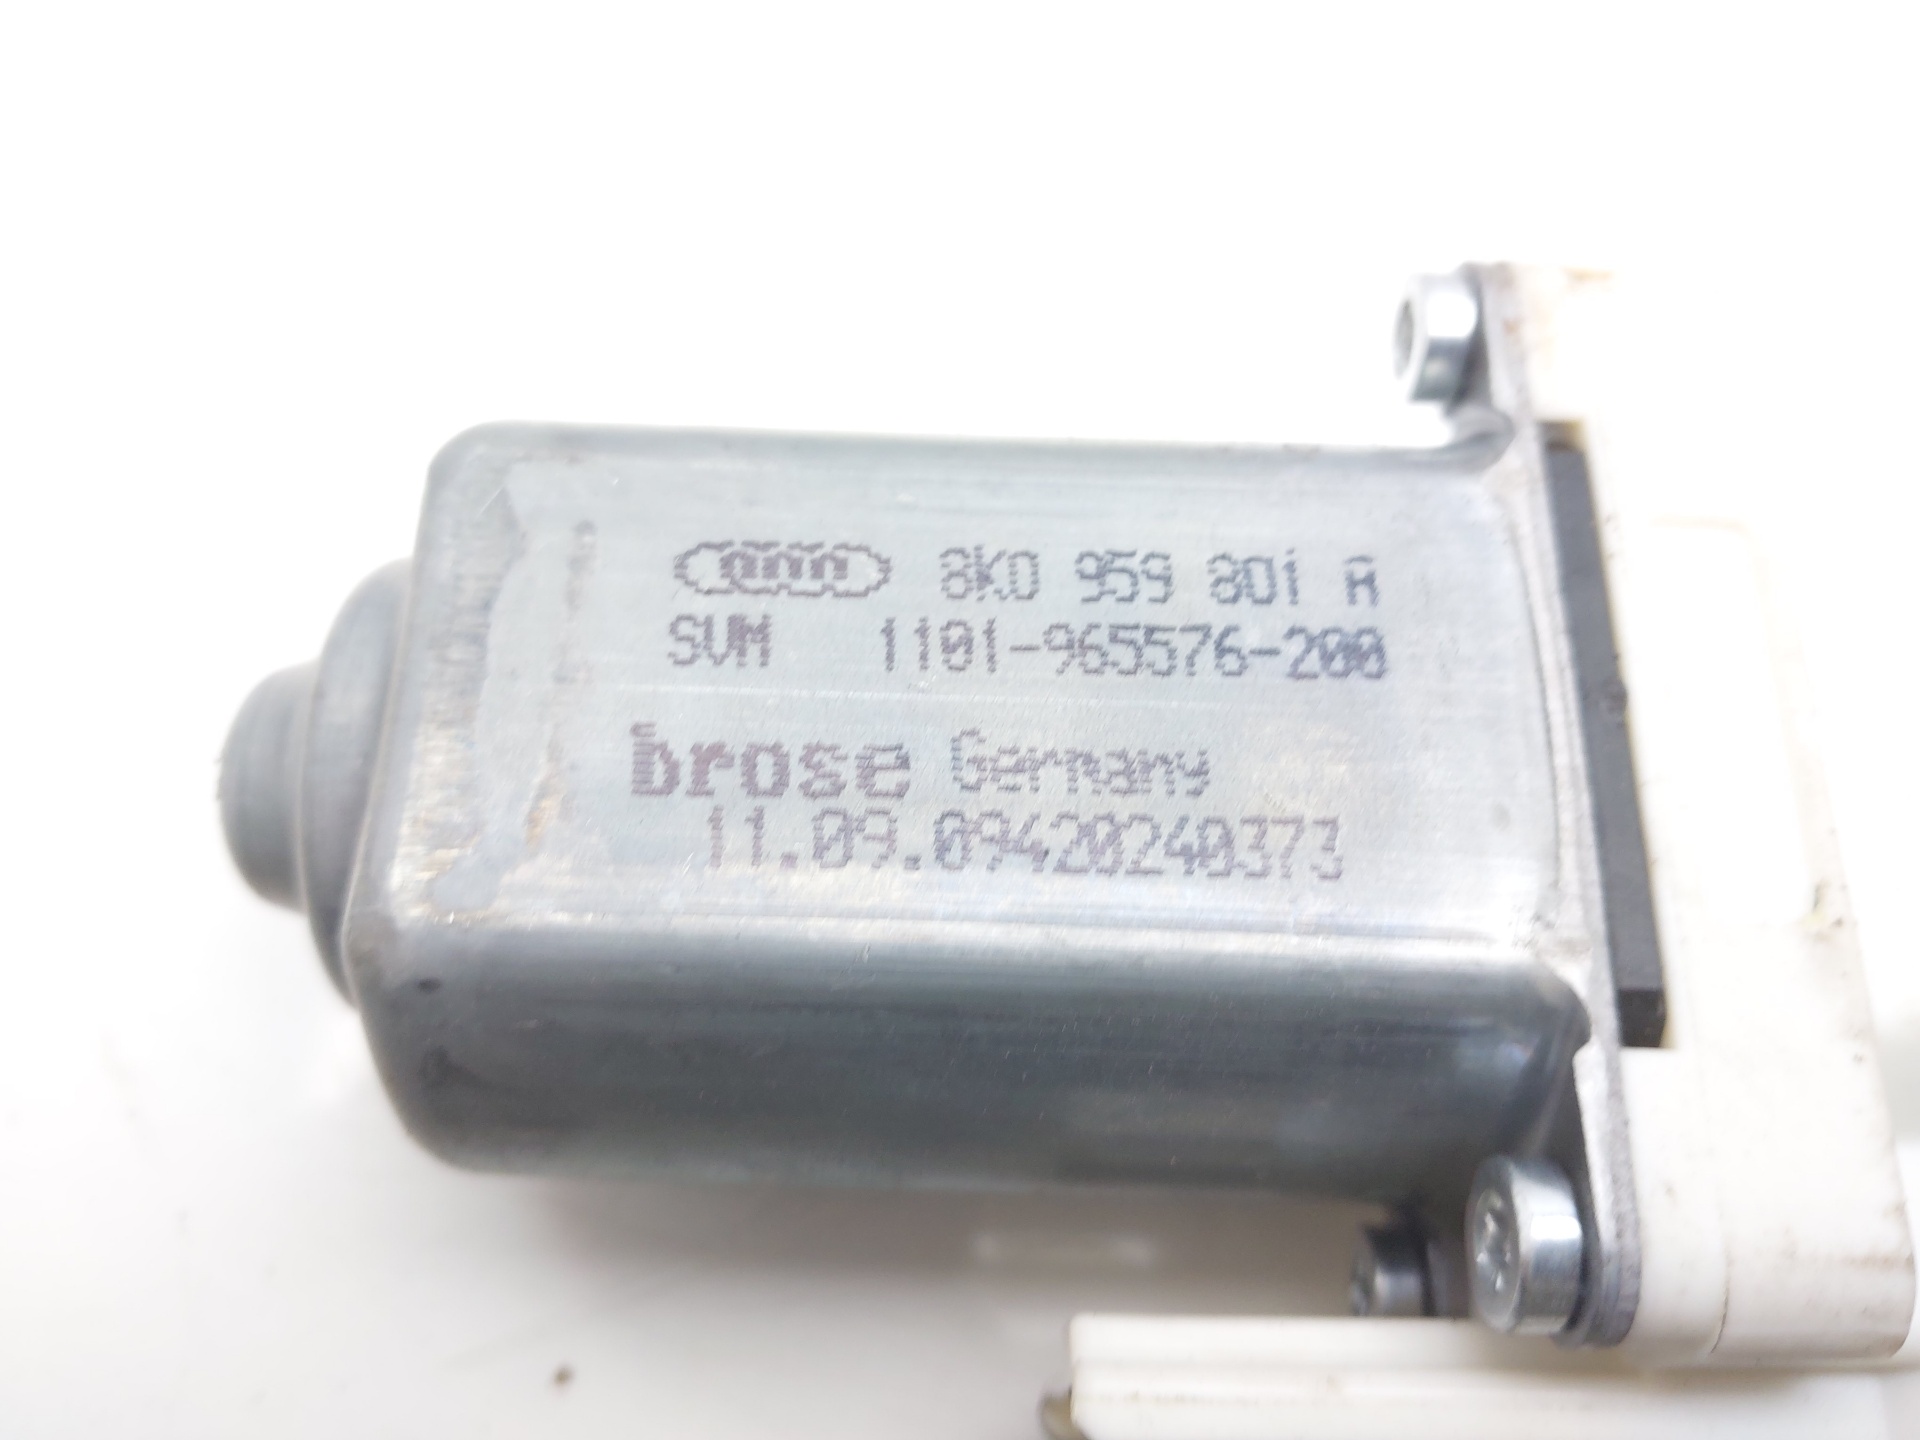 8K0 959 801 A
SVM 1101-965576-200
brose Germany
11.09.09420240373